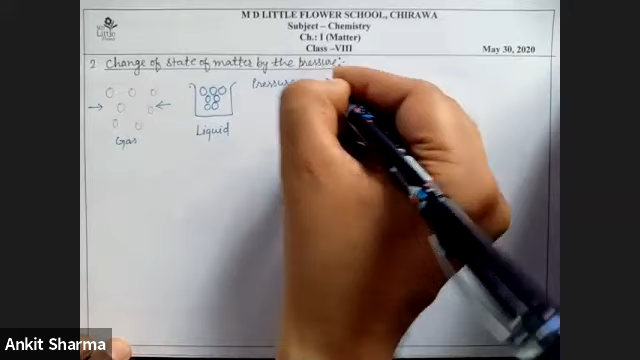 M D LITTLE FLOWER SCHOOL, CHIRAWA
Subject – Chemistry
Ch.: I (Matter)
Class –VIII
May 30, 2020
2 Change of state of matter by the pressure:-
Pressure
Gas
Liquid
Ankit Sharma